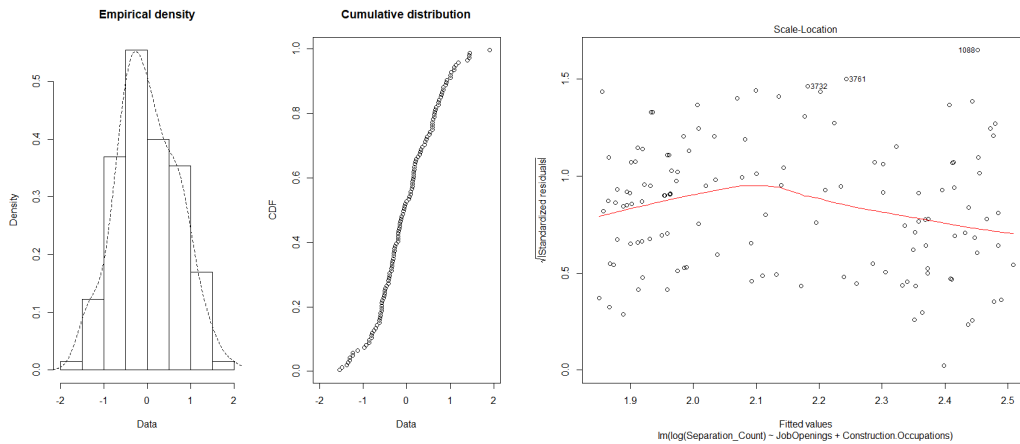 Empirical density
Density
0.0 0.1 0.2 0.3 0.4 0.5
-2 -1 0 1 2
Data
Cumulative distribution
CDF
0.0 0.2 0.4 0.6 0.8 1.0
-2 -1 0 1 2
Data
Scale-Location
√|Standardized residuals|
0.0 0.5 1.0 1.5
1088
3761
3732
1.9 2.0 2.1 2.2 2.3 2.4 2.5
Fitted values
lm(log(Separation_Count) ~ JobOpenings + Construction.Occupations)